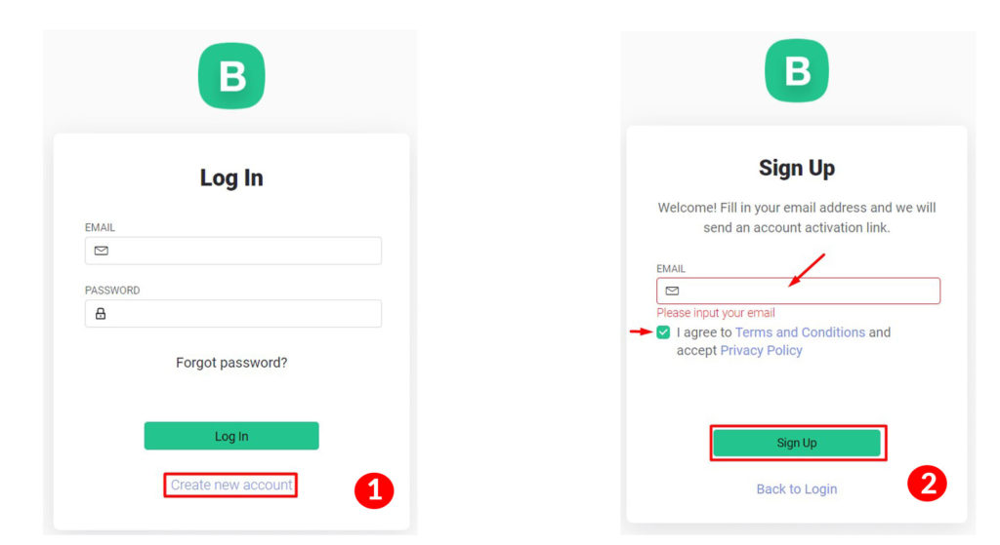 B
Log In
EMAIL
PASSWORD
Forgot password?
Log In
Create new account
1
B
Sign Up
Welcome! Fill in your email address and we will
send an account activation link.
EMAIL
Please input your email
I agree to Terms and Conditions and
accept Privacy Policy
Sign Up
Back to Login
2